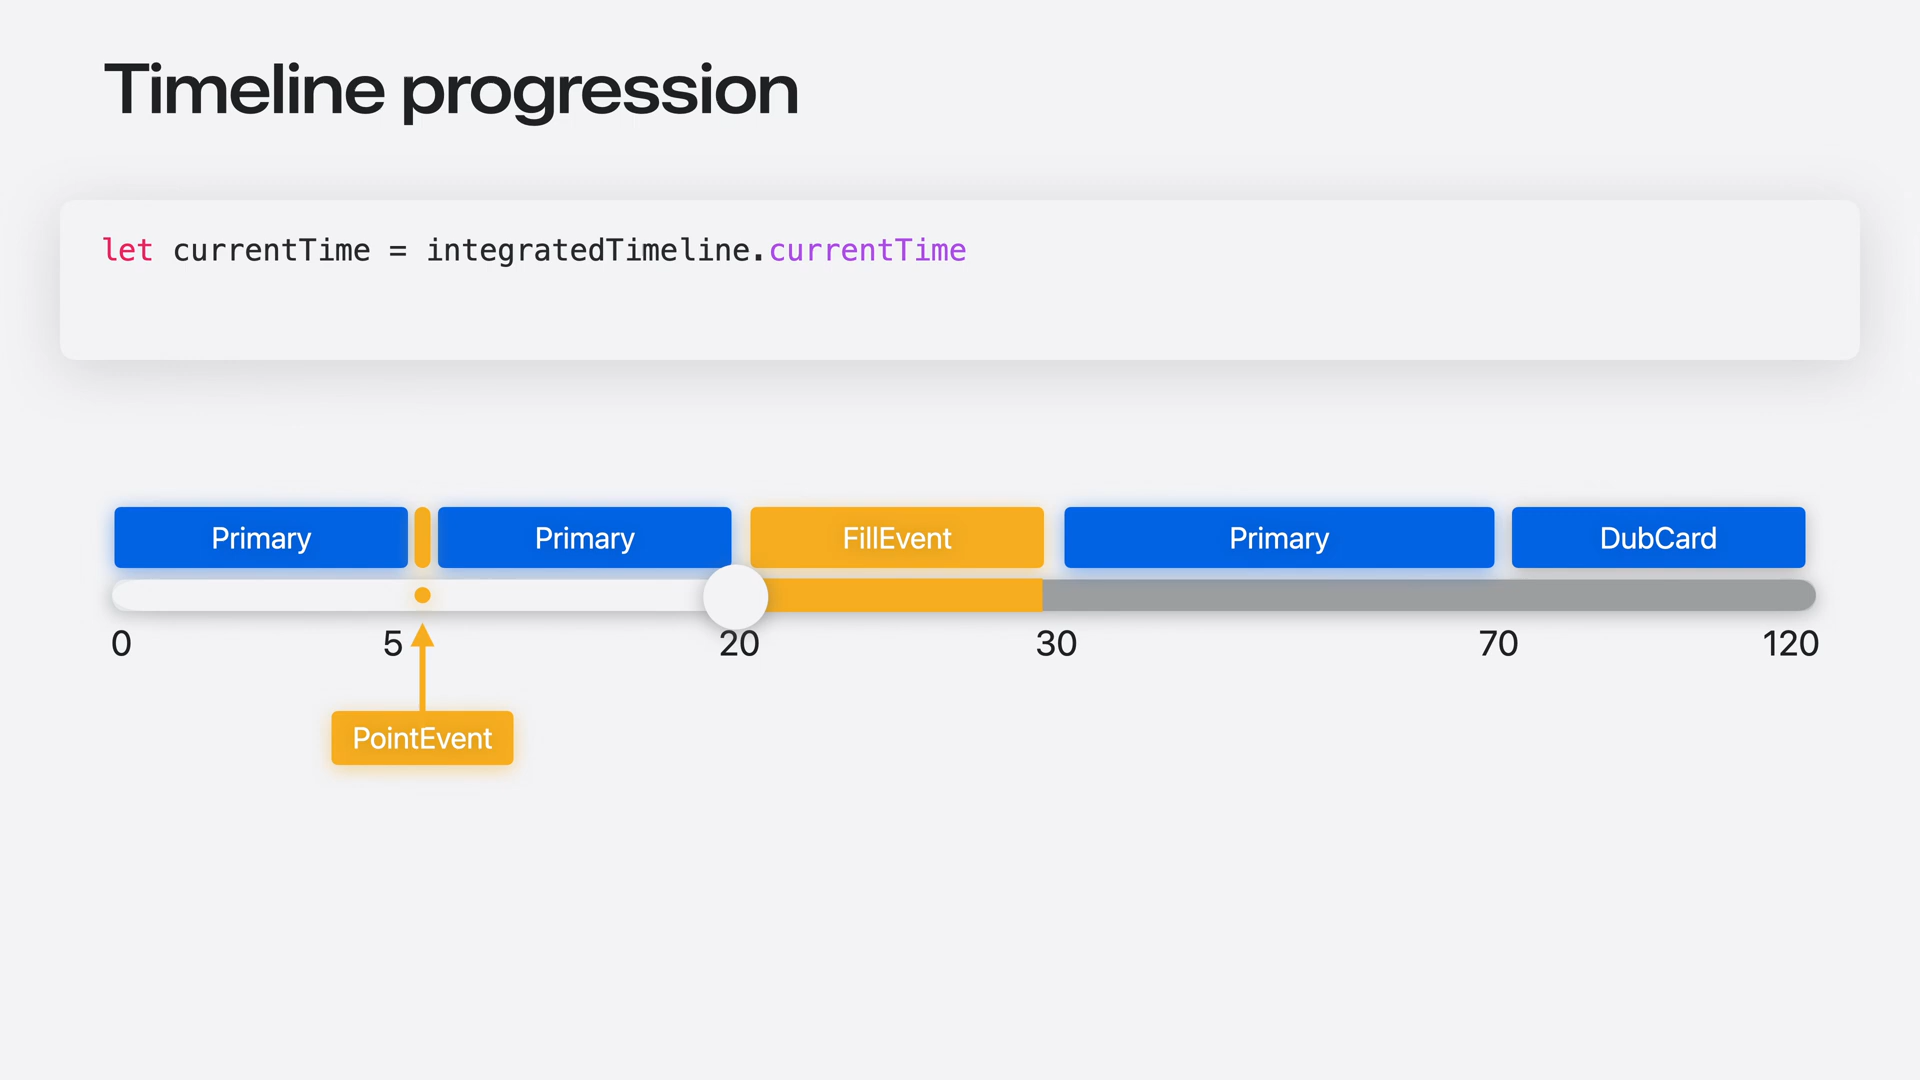 Timeline progression
let currentTime = integratedTimeline.currentTime
Primary Primary FillEvent Primary DubCard
0 5 20 30 70 120
PointEvent